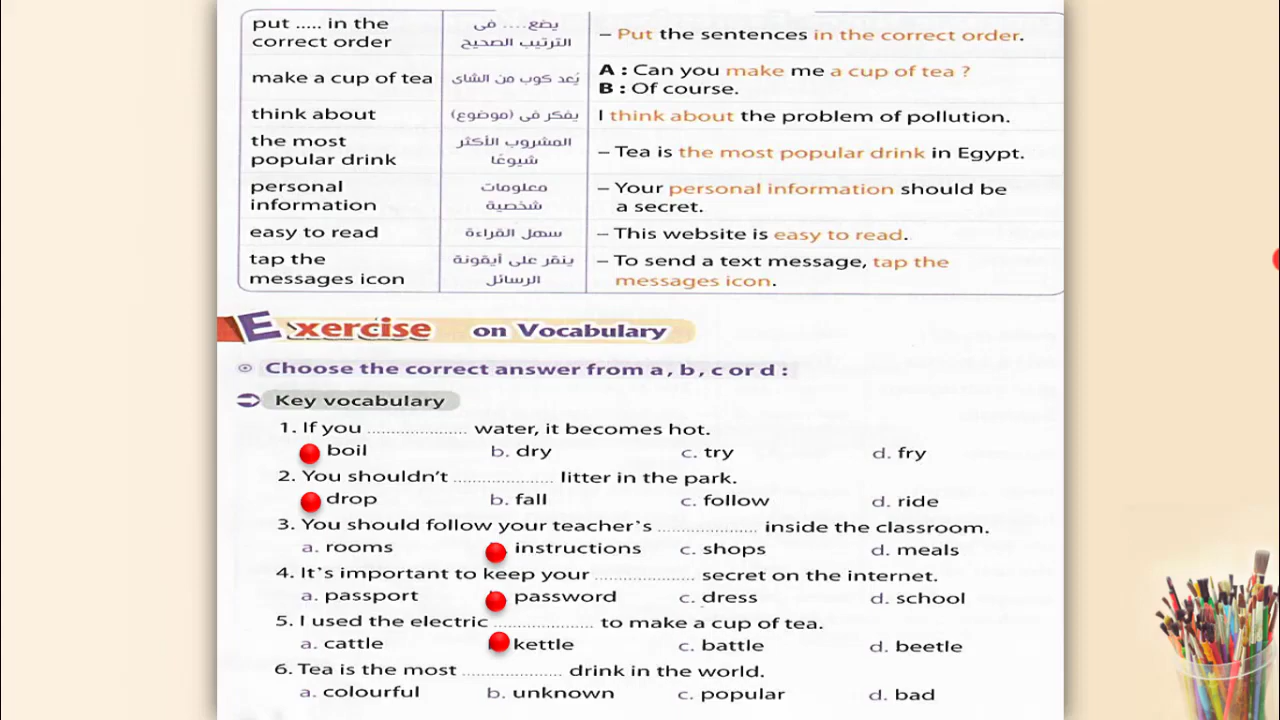 put ..... in the
correct order
يضع .... فى
الترتيب الصحيح
– Put the sentences in the correct order.
make a cup of tea
يُعد كوب من الشاى
A : Can you make me a cup of tea ?
B : Of course.
think about
يفكر فى (موضوع)
I think about the problem of pollution.
the most
popular drink
المشروب الأكثر
شيوعًا
– Tea is the most popular drink in Egypt.
personal
information
معلومات
شخصية
– Your personal information should be
a secret.
easy to read
سهل القراءة
– This website is easy to read.
tap the
messages icon
ينقر على أيقونة
الرسائل
– To send a text message, tap the
messages icon.
Exercise on Vocabulary
Choose the correct answer from a , b , c or d :
Key vocabulary
1. If you .................... water, it becomes hot.
boil b. dry c. try d. fry
2. You shouldn't .................... litter in the park.
drop b. fall c. follow d. ride
3. You should follow your teacher's .................... inside the classroom.
a. rooms instructions c. shops d. meals
4. It's important to keep your .................... secret on the internet.
a. passport password c. dress d. school
5. I used the electric .................... to make a cup of tea.
a. cattle kettle c. battle d. beetle
6. Tea is the most .................... drink in the world.
a. colourful b. unknown c. popular d. bad